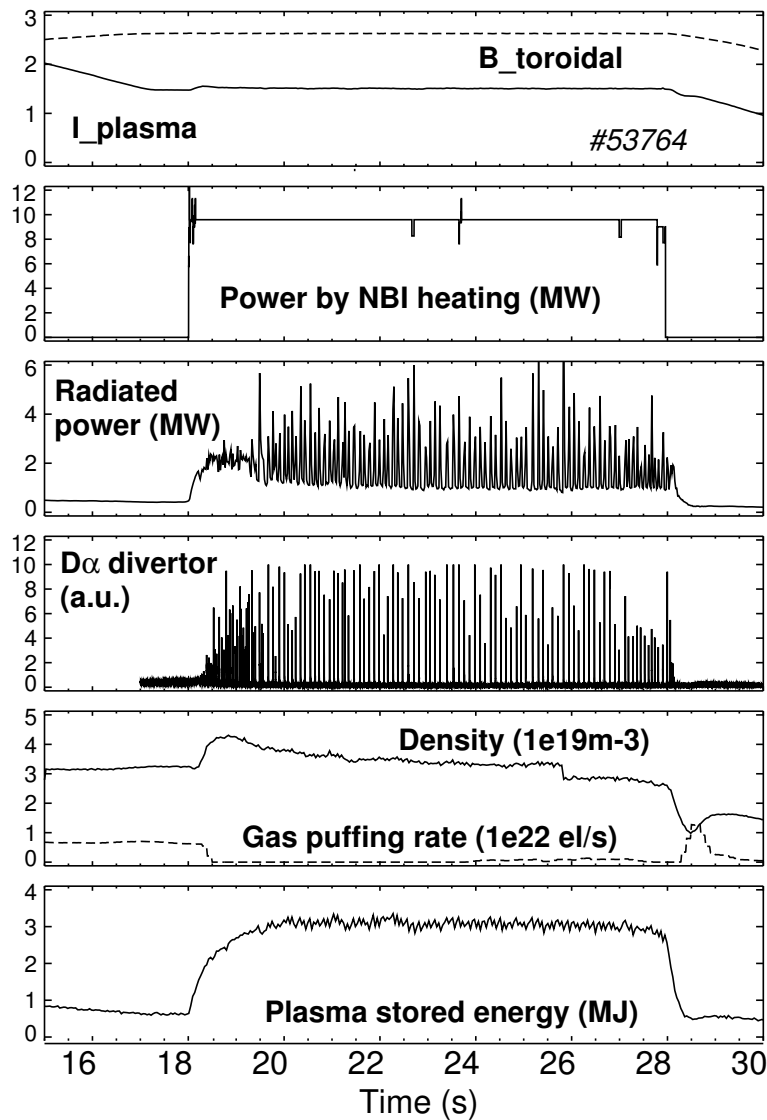 3
B_toroidal
2
1
I_plasma
#53764
0
12
10
8
6
4
Power by NBI heating (MW)
2
0
6
Radiated
power (MW)
4
2
0
12
Dα divertor
10
(a.u.)
8
6
4
2
0
5
Density (1e19m-3)
4
3
2
1
Gas puffing rate (1e22 el/s)
0
4
3
2
1
Plasma stored energy (MJ)
0
16 18 20 22 24 26 28 30
Time (s)